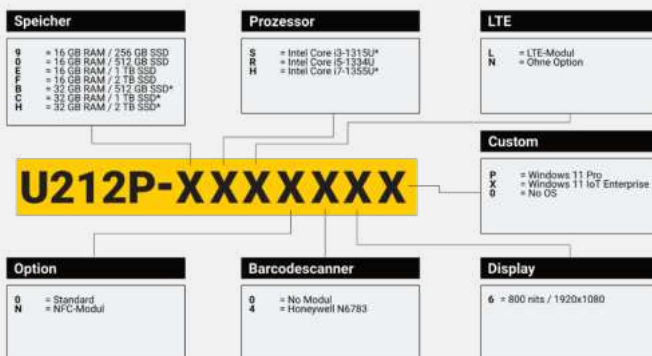 Speicher
9 = 16 GB RAM / 256 GB SSD
0 = 16 GB RAM / 512 GB SSD
E = 16 GB RAM / 1 TB SSD
F = 16 GB RAM / 2 TB SSD
B = 32 GB RAM / 512 GB SSD*
C = 32 GB RAM / 1 TB SSD*
H = 32 GB RAM / 2 TB SSD*
Prozessor
S = Intel Core i3-1315U*
R = Intel Core i5-1334U
H = Intel Core i7-1355U*
LTE
L = LTE-Modul
N = Ohne Option
Custom
P = Windows 11 Pro
X = Windows 11 IoT Enterprise
0 = No OS
U212P-XXXXXXX
Option
0 = Standard
N = NFC-Modul
Barcodescanner
0 = No Modul
4 = Honeywell N6783
Display
6 = 800 nits / 1920x1080